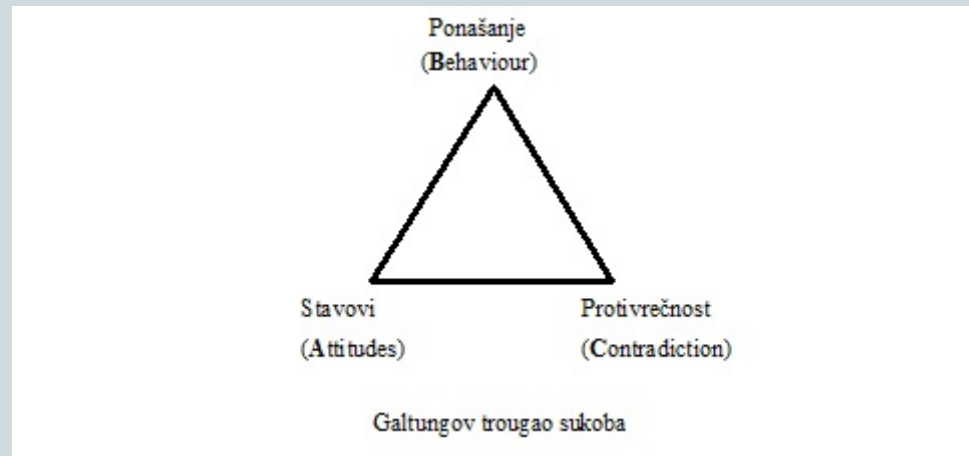 Ponašanje
(Behaviour)
Stavovi
(Attitudes)
Protivrečnost
(Contradiction)
Galtungov trougao sukoba